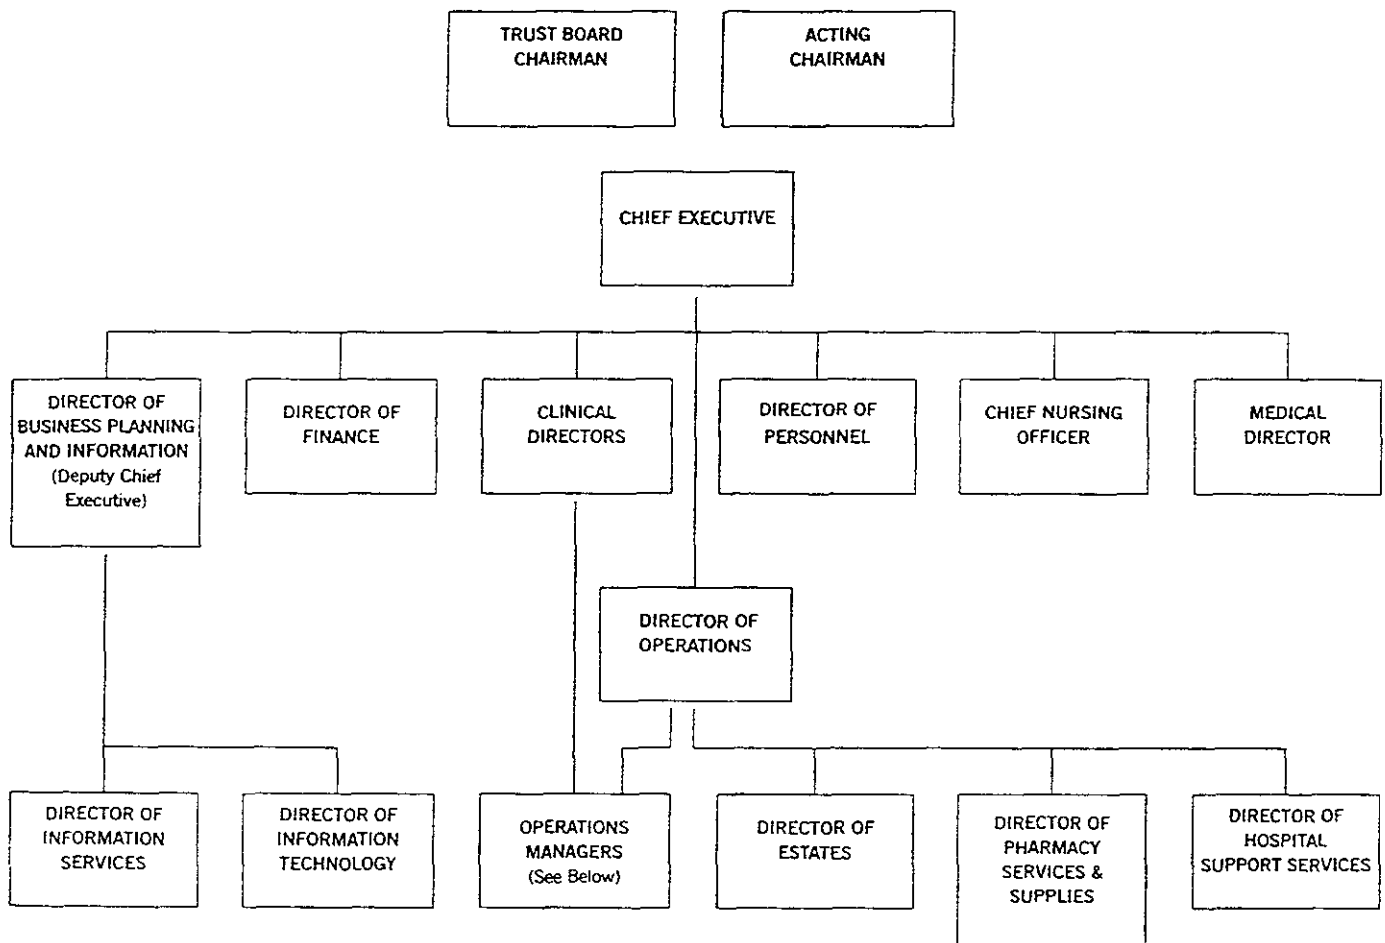 TRUST BOARD
CHAIRMAN
ACTING
CHAIRMAN
CHIEF EXECUTIVE
DIRECTOR OF
BUSINESS PLANNING
AND INFORMATION
(Deputy Chief
Executive)
DIRECTOR OF
FINANCE
CLINICAL
DIRECTORS
DIRECTOR OF
PERSONNEL
CHIEF NURSING
OFFICER
MEDICAL
DIRECTOR
DIRECTOR OF
OPERATIONS
DIRECTOR OF
INFORMATION
SERVICES
DIRECTOR OF
INFORMATION
TECHNOLOGY
OPERATIONS
MANAGERS
(See Below)
DIRECTOR OF
ESTATES
DIRECTOR OF
PHARMACY
SERVICES &
SUPPLIES
DIRECTOR OF
HOSPITAL
SUPPORT SERVICES